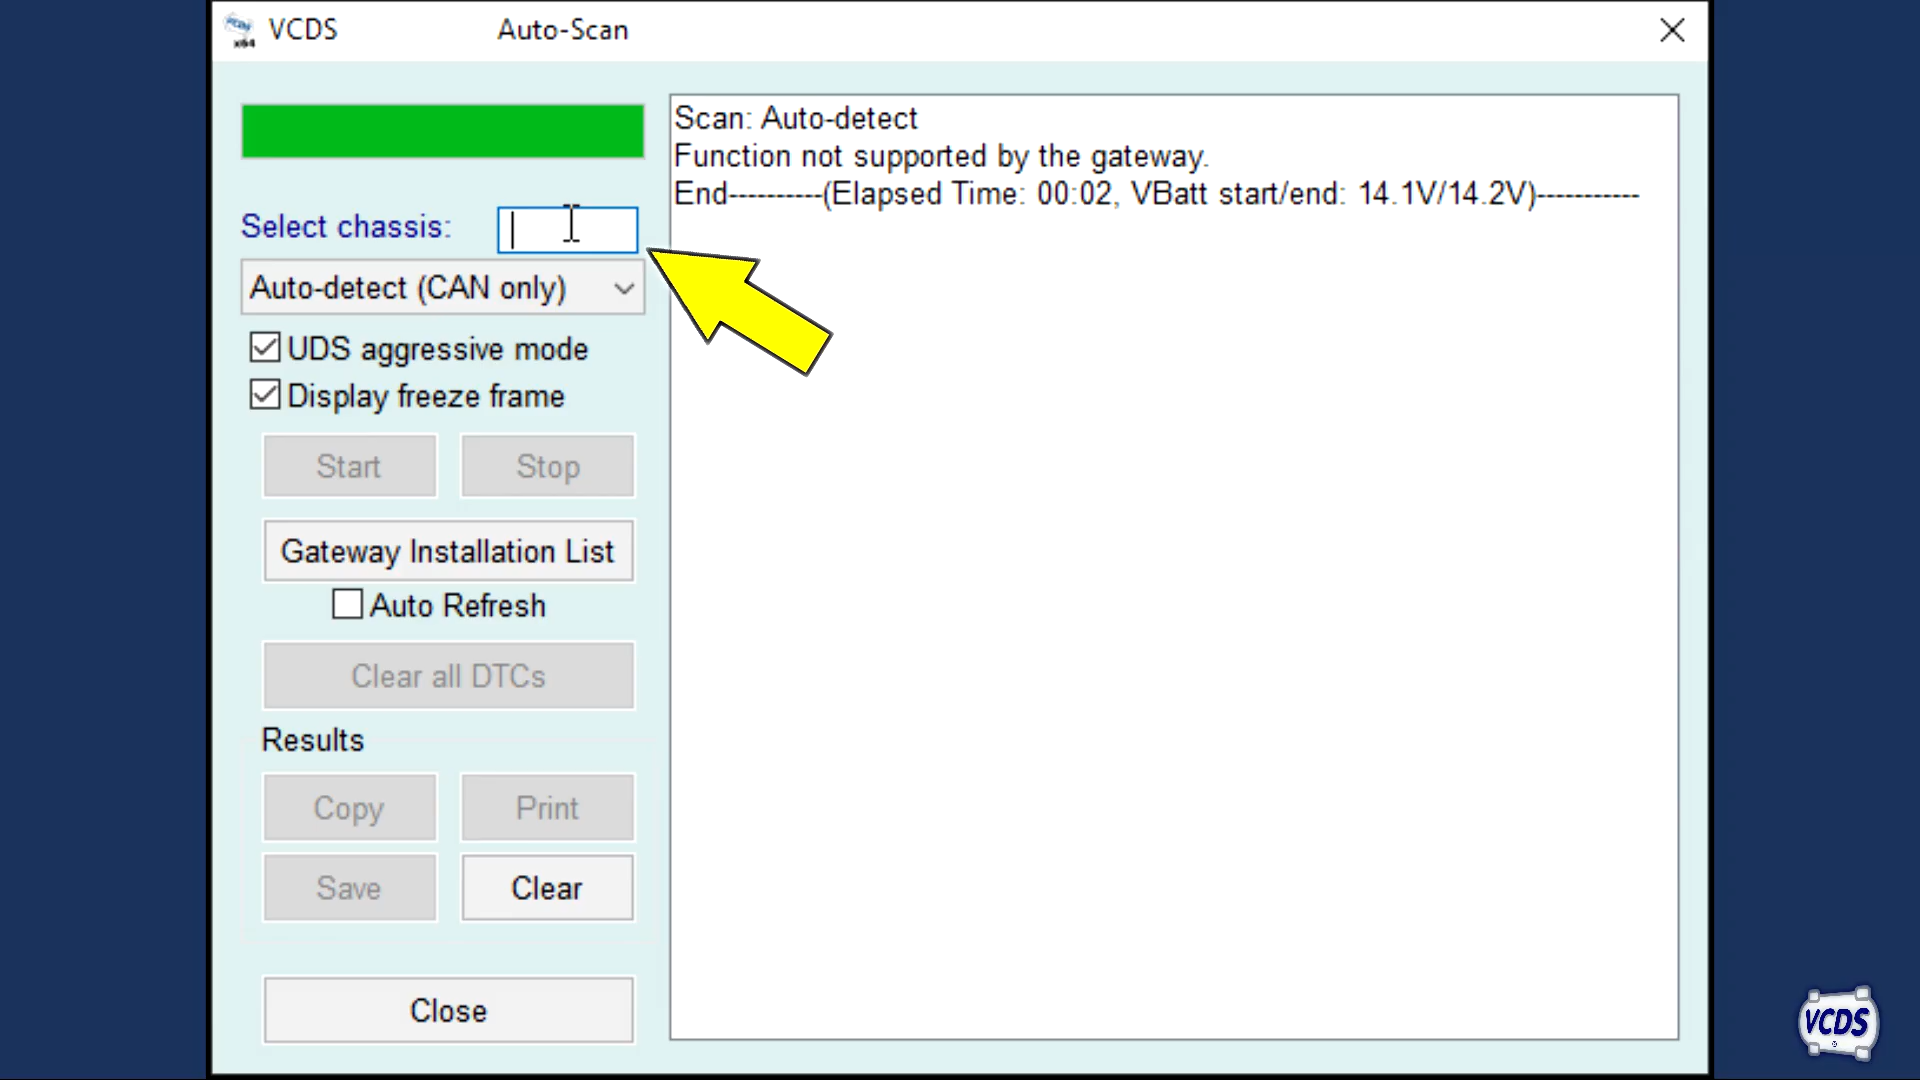 VCDS
x64
Auto-Scan
Scan: Auto-detect
Function not supported by the gateway.
End----------(Elapsed Time: 00:02, VBatt start/end: 14.1V/14.2V)-----------
Select chassis:
Auto-detect (CAN only)
UDS aggressive mode
Display freeze frame
Start
Stop
Gateway Installation List
Auto Refresh
Clear all DTCs
Results
Copy
Print
Save
Clear
Close
VCDS